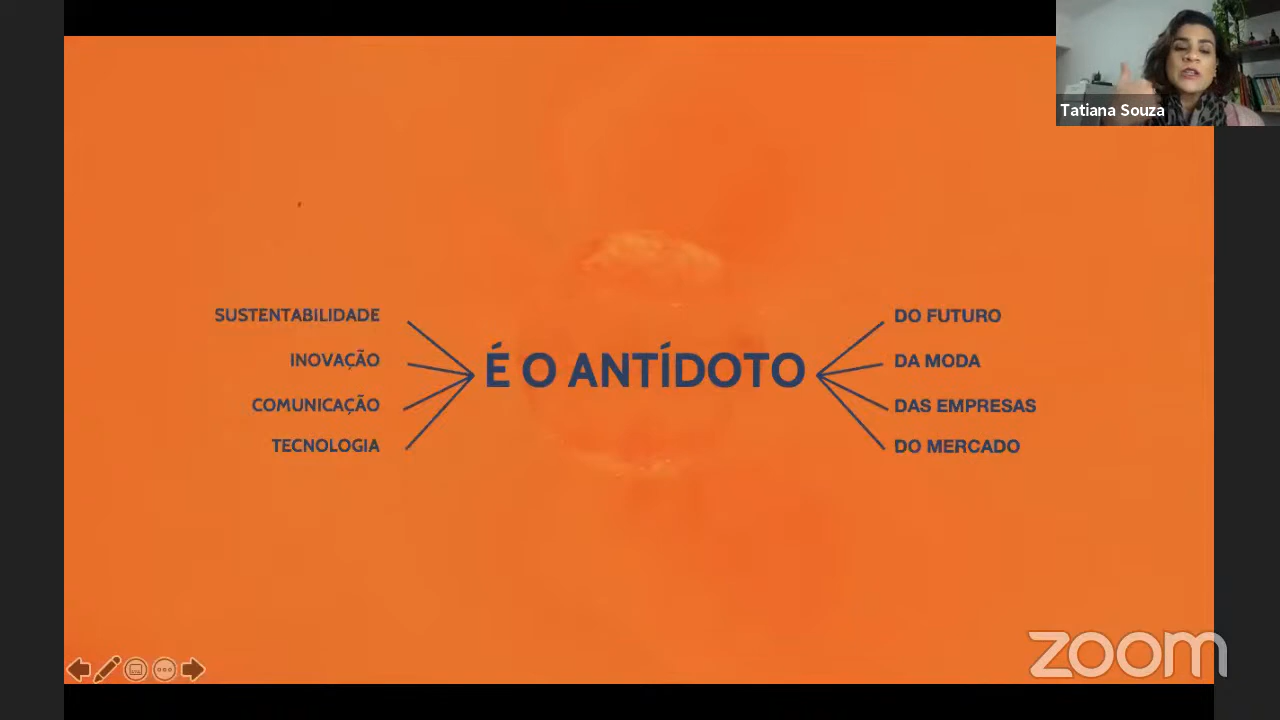 Tatiana Souza
SUSTENTABILIDADE
INOVAÇÃO
COMUNICAÇÃO
TECNOLOGIA
É O ANTÍDOTO
DO FUTURO
DA MODA
DAS EMPRESAS
DO MERCADO
zoom